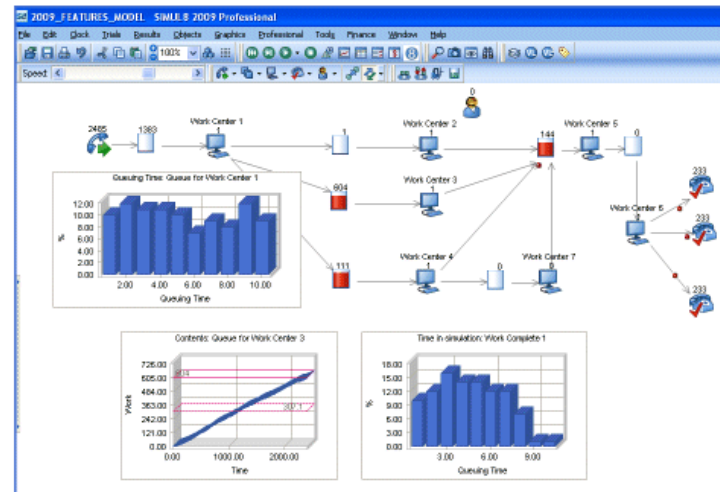 2009_FEATURES_MODEL SIMUL8 2009 Professional
File Edit Clock Trials Results Objects Graphics Professional Tools Finance Window Help
100%
Speed:
0
2485 1383 Work Center 1 1 Work Center 2 144 Work Center 5 0
1 1 1
233
604 Work Center 3
1
Work Center 6 233
Queuing Time: Queue for Work Center 1
12.00
10.00
8.00
6.00
4.00
2.00
0.00
%
2.00 4.00 6.00 8.00 10.00
Queuing Time
111 Work Center 4 0 Work Center 7
1
233
Contents: Queue for Work Center 3
726.00
605.00
484.00
363.00
242.00
121.00
0.00
Work
604
0.00 1000.00 2000.00
Time
Time in simulation: Work Complete 1
18.00
15.00
12.00
9.00
6.00
3.00
0.00
%
3.00 6.00 9.00
Queuing Time